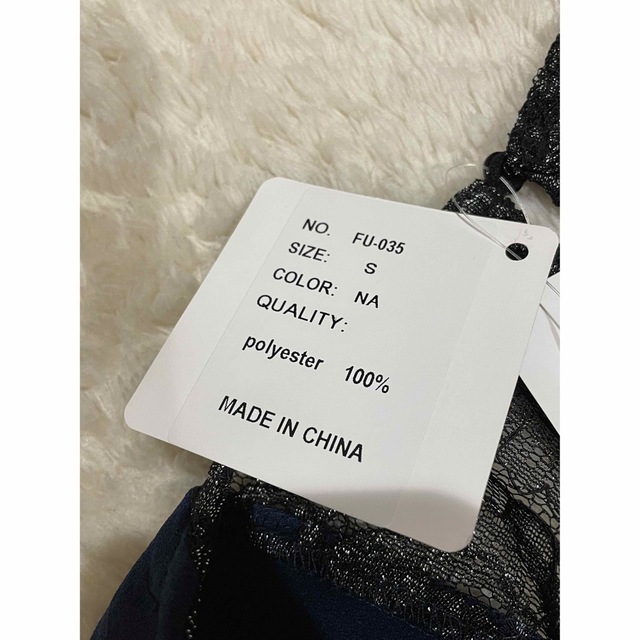 NO. FU-035
SIZE: S
COLOR: NA
QUALITY:
polyester 100%
MADE IN CHINA